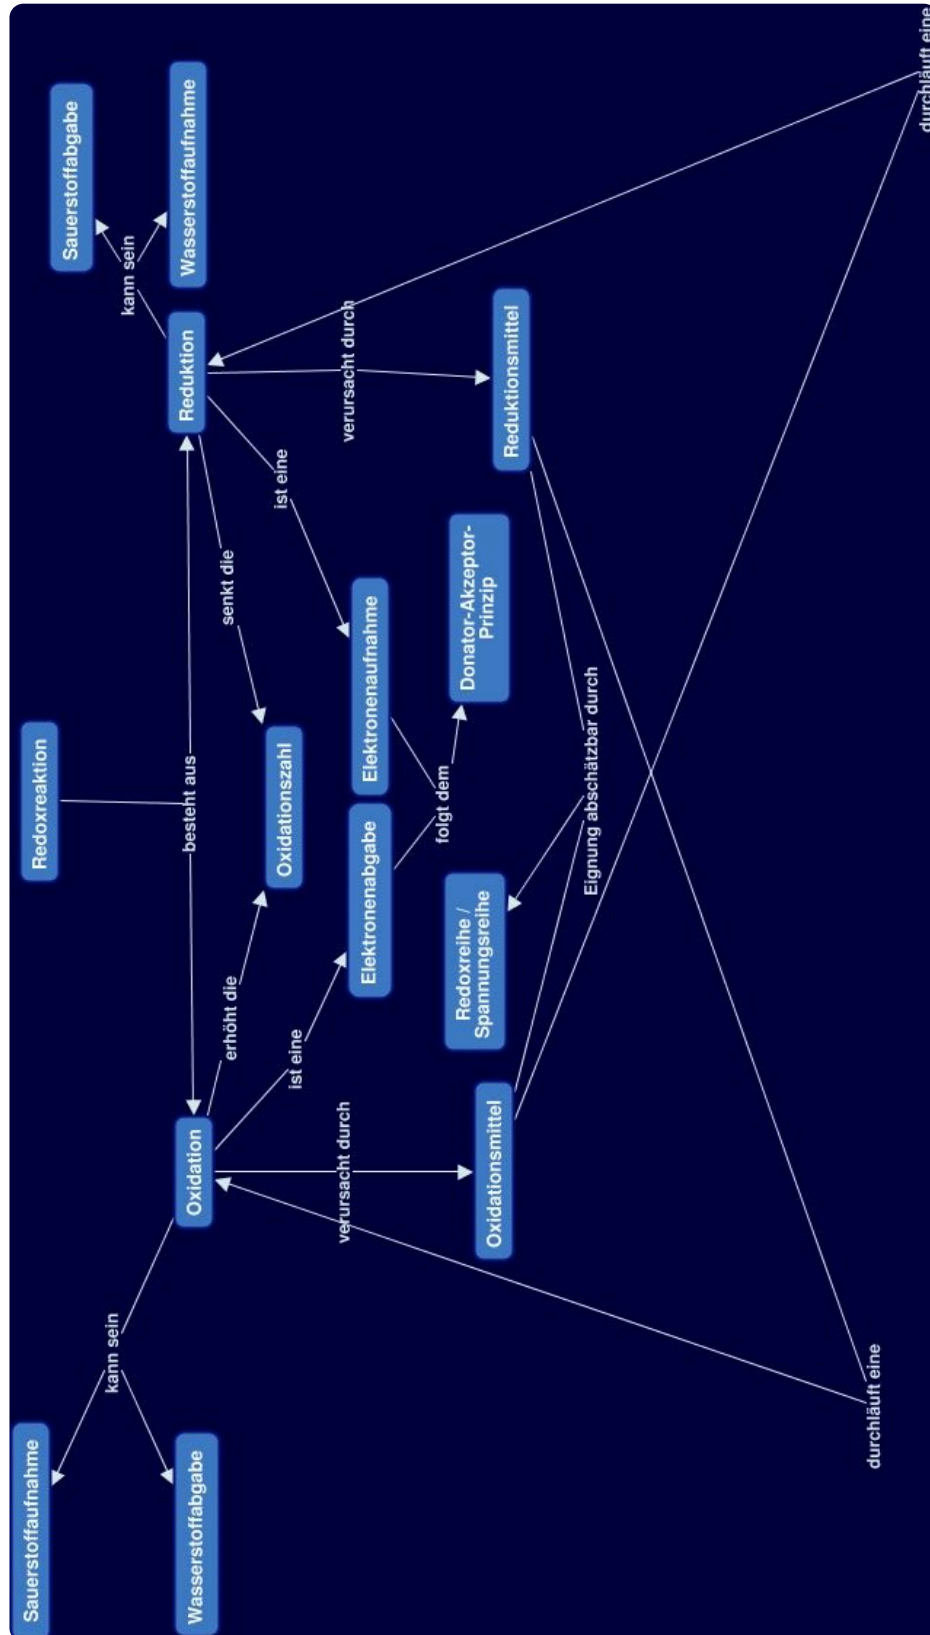 Redoxreaktion
besteht aus
Sauerstoffaufnahme
kann sein
Wasserstoffabgabe
Oxidation
Reduktion
kann sein
Sauerstoffabgabe
Wasserstoffaufnahme
erhöht die
senkt die
Oxidationszahl
ist eine
ist eine
Elektronenabgabe
Elektronenaufnahme
verursacht durch
verursacht durch
folgt dem
Oxidationsmittel
Redoxreihe /
Spannungsreihe
Donator-Akzeptor-
Prinzip
Reduktionsmittel
Eignung abschätzbar durch
durchläuft eine
durchläuft eine